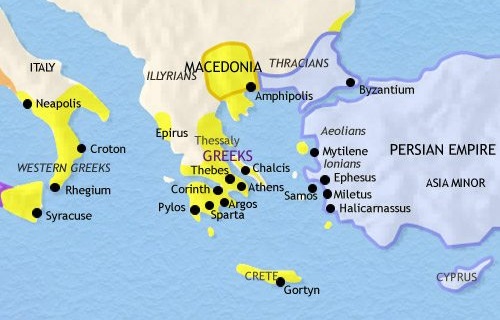 ITALY
ILLYRIANS
MACEDONIA
THRACIANS
Neapolis
Amphipolis
Byzantium
Epirus
Thessaly
Aeolians
Croton
GREEKS
Mytilene
PERSIAN EMPIRE
WESTERN GREEKS
Thebes
Chalcis
Ionians
Rhegium
Corinth
Athens
Ephesus
ASIA MINOR
Samos
Miletus
Syracuse
Pylos
Argos
Sparta
Halicarnassus
CRETE
Gortyn
CYPRUS